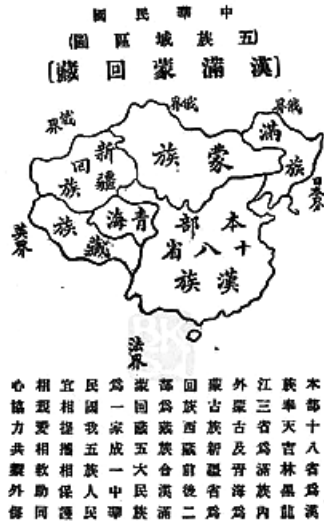 中華民國
(五族域區圖)
[漢滿蒙回藏]
俄界
俄界
俄界
滿族
蒙族
新疆
回族
日本界
青海
藏族
本部
十八省
漢族
英界
法界
本部十八省為漢
族奉天吉林黑龍
江三省為滿族內
外蒙古及青海為
蒙古族新疆省為
回族西藏前後二
部為藏族合漢滿
蒙回藏五大民族
為一家成一中華
民國我五族人民
宜相提攜相保護
相親愛相救助同
心協力共禦外侮